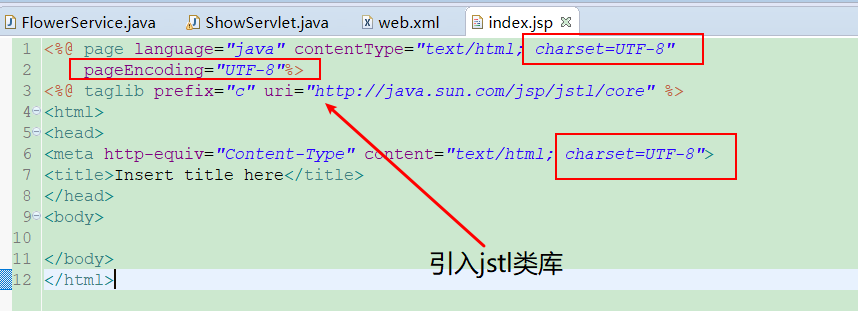 FlowerService.java ShowServlet.java web.xml index.jsp
1 <%@ page language="java" contentType="text/html; charset=UTF-8"
2 pageEncoding="UTF-8"%>
3 <%@ taglib prefix="c" uri="http://java.sun.com/jsp/jstl/core" %>
4 <html>
5 <head>
6 <meta http-equiv="Content-Type" content="text/html; charset=UTF-8">
7 <title>Insert title here</title>
8 </head>
9 <body>
10
11 </body>
引入jstl类库
12 </html>